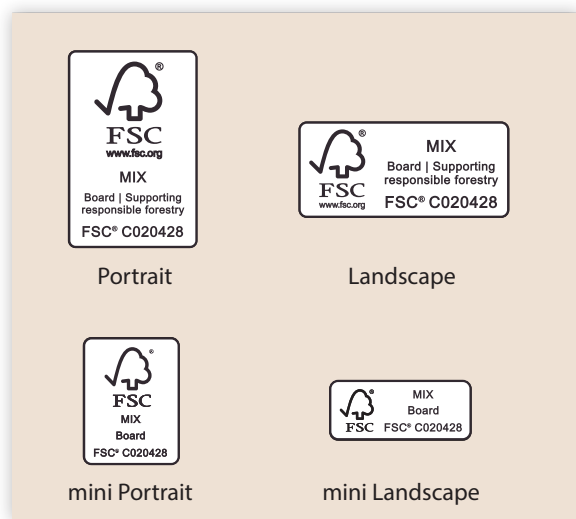 ®
FSC
www.fsc.org
MIX
Board | Supporting
responsible forestry
FSC® C020428
Portrait
®
FSC
www.fsc.org
MIX
Board | Supporting
responsible forestry
FSC® C020428
Landscape
®
FSC
MIX
Board
FSC® C020428
mini Portrait
®
FSC
MIX
Board
FSC® C020428
mini Landscape